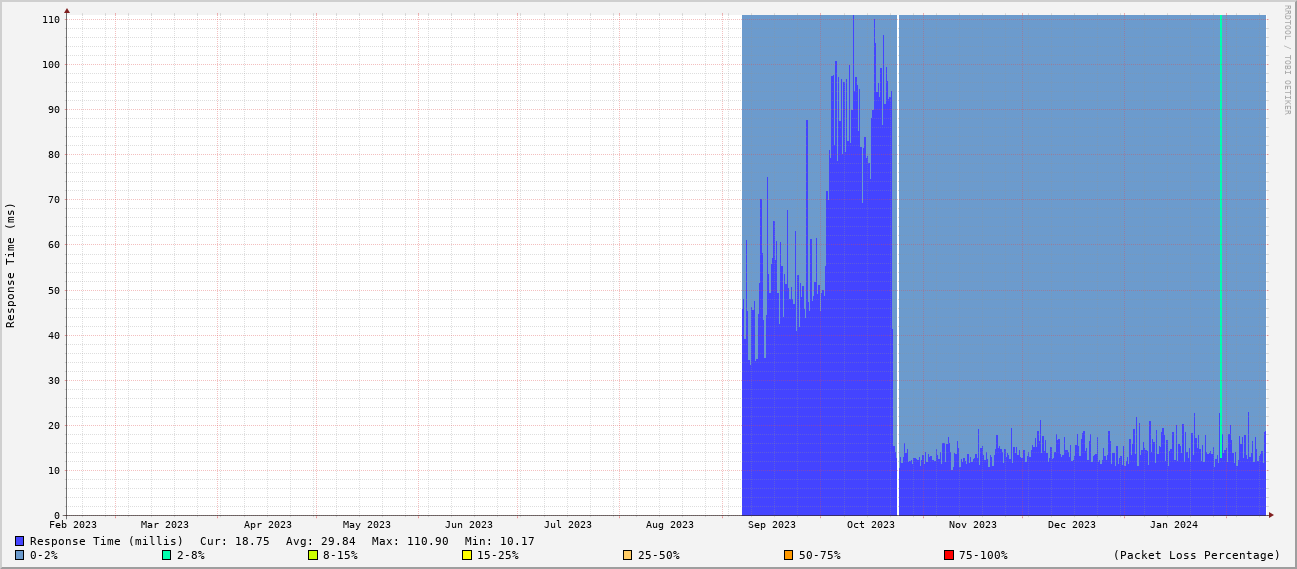 RRDTOOL / TOBI OETIKER
Response Time (ms)
110
100
90
80
70
60
50
40
30
20
10
0
Feb 2023 Mar 2023 Apr 2023 May 2023 Jun 2023 Jul 2023 Aug 2023 Sep 2023 Oct 2023 Nov 2023 Dec 2023 Jan 2024
Response Time (millis) Cur: 18.75 Avg: 29.84 Max: 110.90 Min: 10.17
0-2% 2-8% 8-15% 15-25% 25-50% 50-75% 75-100% (Packet Loss Percentage)